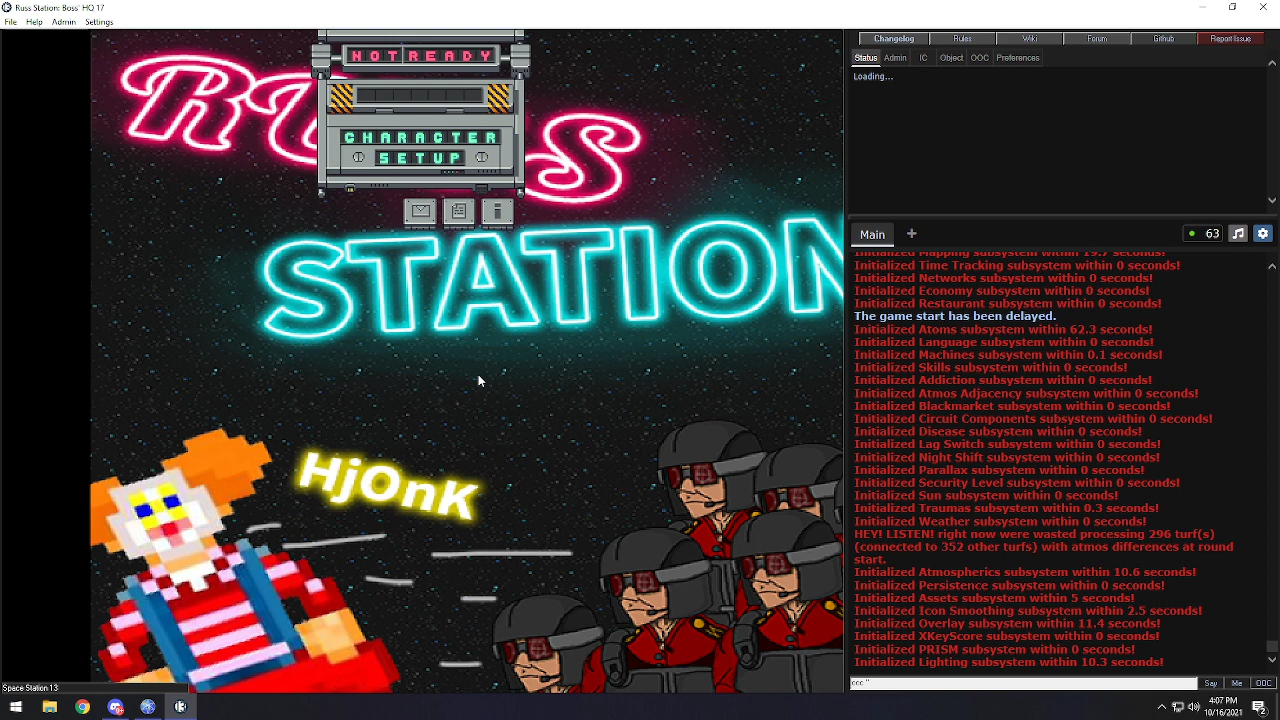 Russ Station: Boss' HQ 17
File Help Admin Settings
NOT READY
CHARACTER
SETUP
RUSS
STATION
HjOnK
Changelog Rules Wiki Forum Github Report Issue
Status Admin IC Object OOC Preferences
Loading...
Main + 63
Initialized Mapping subsystem within 19.7 seconds!
Initialized Time Tracking subsystem within 0 seconds!
Initialized Networks subsystem within 0 seconds!
Initialized Economy subsystem within 0 seconds!
Initialized Restaurant subsystem within 0 seconds!
The game start has been delayed.
Initialized Atoms subsystem within 62.3 seconds!
Initialized Language subsystem within 0 seconds!
Initialized Machines subsystem within 0.1 seconds!
Initialized Skills subsystem within 0 seconds!
Initialized Addiction subsystem within 0 seconds!
Initialized Atmos Adjacency subsystem within 0 seconds!
Initialized Blackmarket subsystem within 0 seconds!
Initialized Circuit Components subsystem within 0 seconds!
Initialized Disease subsystem within 0 seconds!
Initialized Lag Switch subsystem within 0 seconds!
Initialized Night Shift subsystem within 0 seconds!
Initialized Parallax subsystem within 0 seconds!
Initialized Security Level subsystem within 0 seconds!
Initialized Sun subsystem within 0 seconds!
Initialized Traumas subsystem within 0.3 seconds!
Initialized Weather subsystem within 0 seconds!
HEY! LISTEN! right now were wasted processing 296 turf(s)
(connected to 352 other turfs) with atmos differences at round
start.
Initialized Atmospherics subsystem within 10.6 seconds!
Initialized Persistence subsystem within 0 seconds!
Initialized Assets subsystem within 5 seconds!
Initialized Icon Smoothing subsystem within 2.5 seconds!
Initialized Overlay subsystem within 11.4 seconds!
Initialized XKeyScore subsystem within 0 seconds!
Initialized PRISM subsystem within 0 seconds!
Initialized Lighting subsystem within 10.3 seconds!
Space Station 13
ccc "
Say Me OOC
4:07 PM
10/16/2021